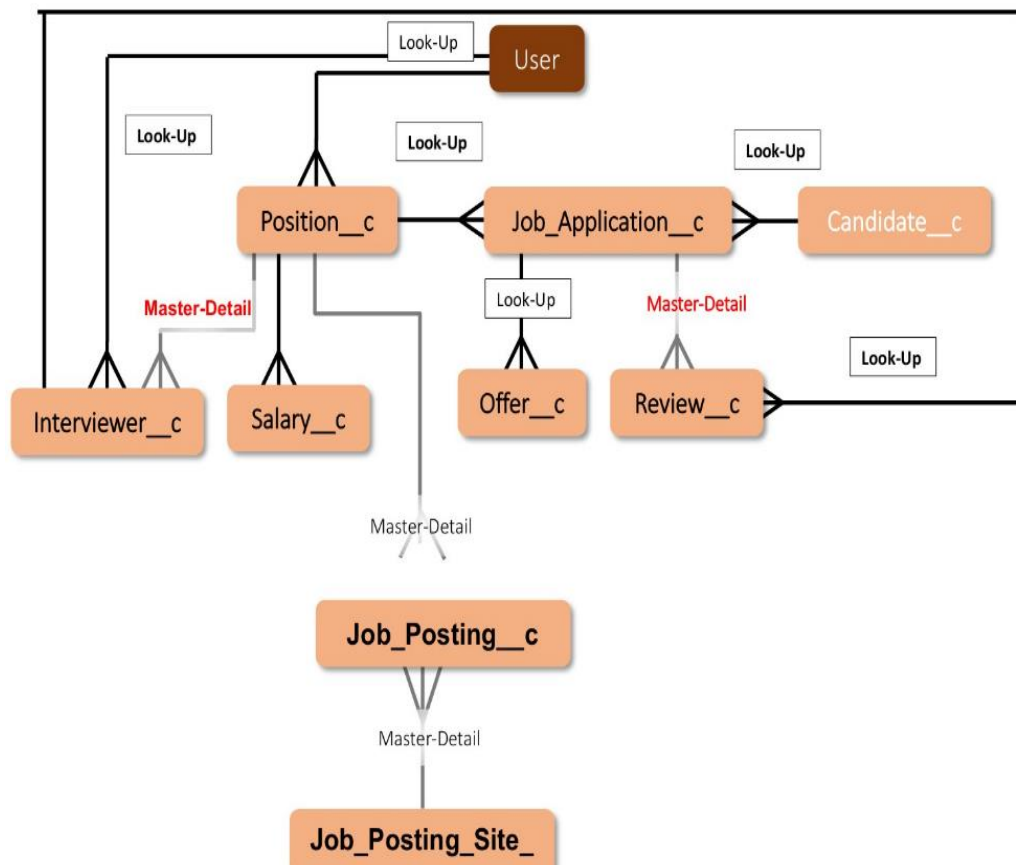 Look-Up
User
Look-Up
Look-Up
Look-Up
Position__c
Job_Application__c
Candidate__c
Master-Detail
Look-Up
Master-Detail
Look-Up
Interviewer__c
Salary__c
Offer__c
Review__c
Master-Detail
Job_Posting__c
Master-Detail
Job_Posting_Site_